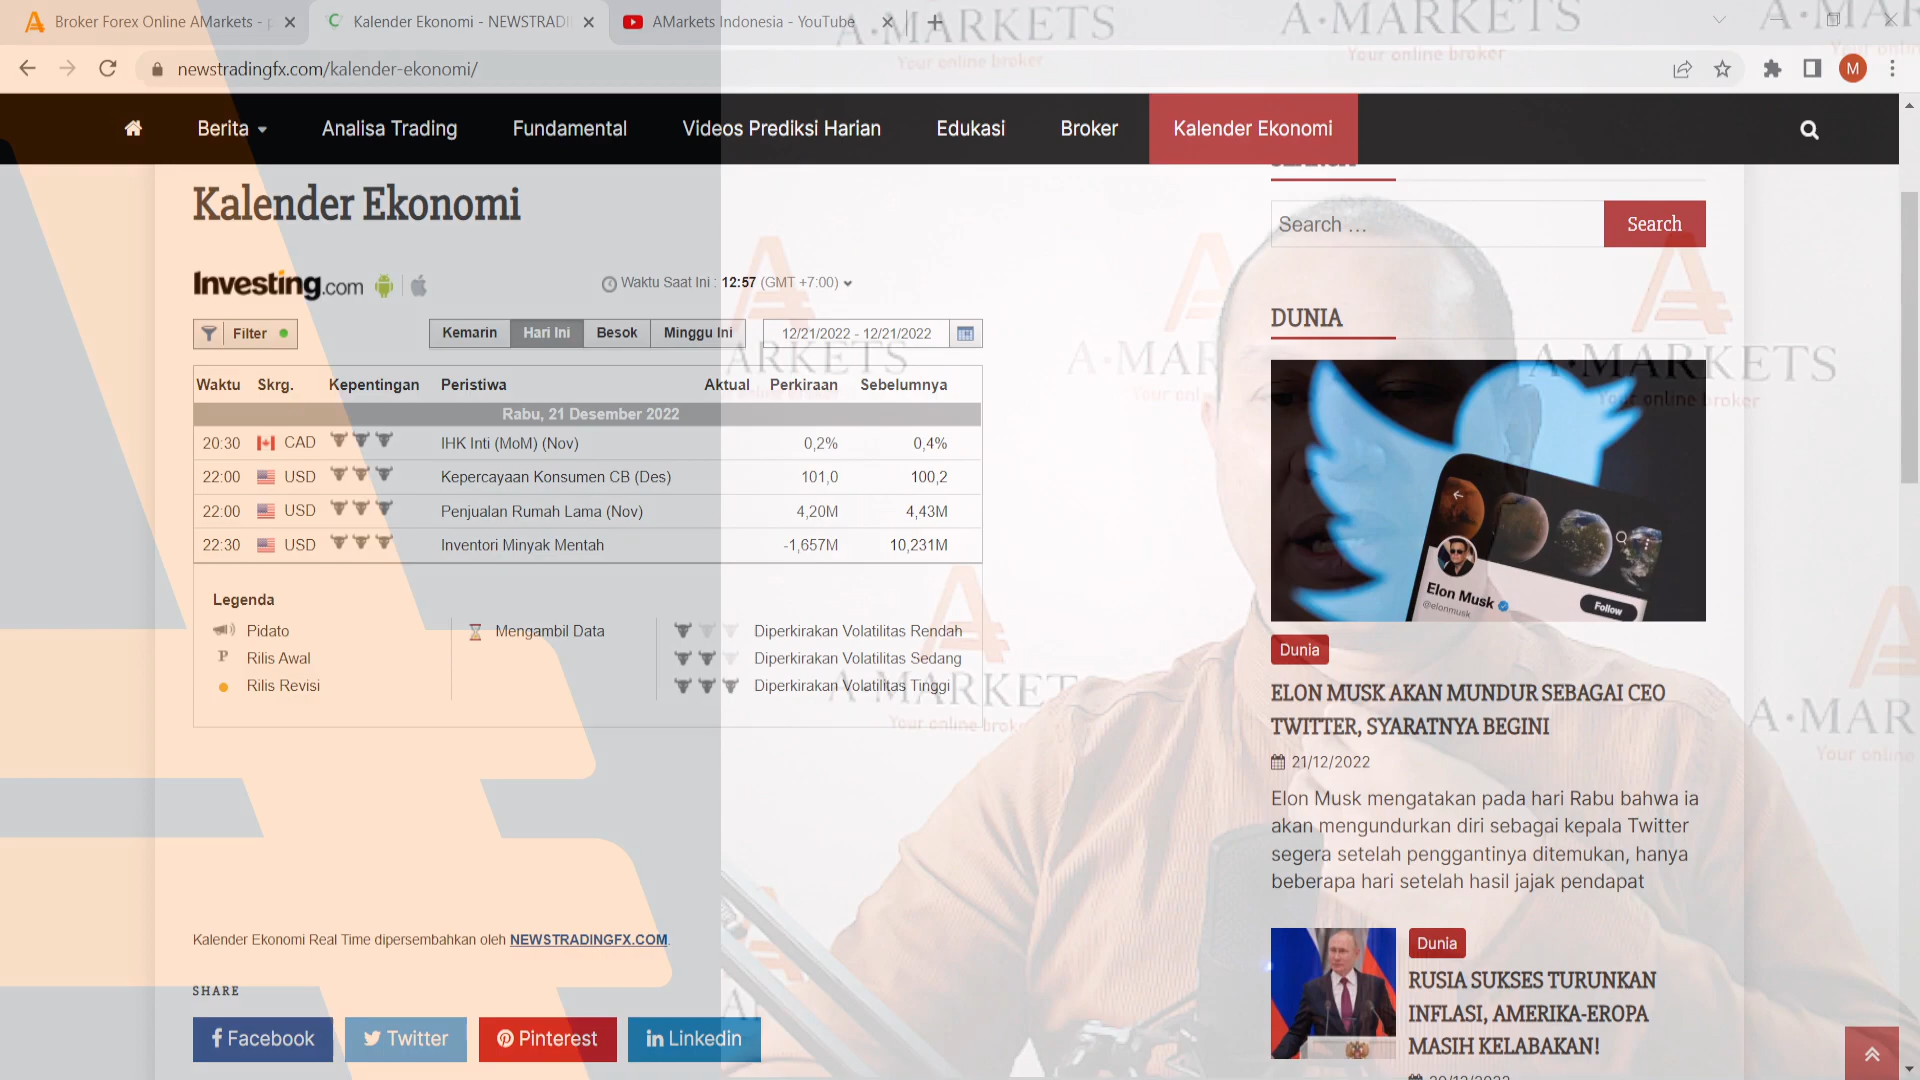 Broker Forex Online AMarkets - p
Kalender Ekonomi - NEWSTRADI
AMarkets Indonesia - YouTube
newstradingfx.com/kalender-ekonomi/
M
Berita
Analisa Trading
Fundamental
Videos Prediksi Harian
Edukasi
Broker
Kalender Ekonomi
Kalender Ekonomi
Investing.com
Waktu Saat Ini : 12:57 (GMT +7:00)
Filter
Kemarin Hari Ini Besok Minggu Ini 12/21/2022 - 12/21/2022
Waktu Skrg. Kepentingan Peristiwa Aktual Perkiraan Sebelumnya
Rabu, 21 Desember 2022
20:30 CAD IHK Inti (MoM) (Nov) 0,2% 0,4%
22:00 USD Kepercayaan Konsumen CB (Des) 101,0 100,2
22:00 USD Penjualan Rumah Lama (Nov) 4,20M 4,43M
22:30 USD Inventori Minyak Mentah -1,657M 10,231M
Legenda
Pidato
P Rilis Awal
Rilis Revisi
Mengambil Data
Diperkirakan Volatilitas Rendah
Diperkirakan Volatilitas Sedang
Diperkirakan Volatilitas Tinggi
Kalender Ekonomi Real Time dipersembahkan oleh NEWSTRADINGFX.COM.
SHARE
Facebook
Twitter
Pinterest
Linkedin
Search …
Search
DUNIA
Elon Musk
@elonmusk
Follow
Dunia
ELON MUSK AKAN MUNDUR SEBAGAI CEO
TWITTER, SYARATNYA BEGINI
21/12/2022
Elon Musk mengatakan pada hari Rabu bahwa ia
akan mengundurkan diri sebagai kepala Twitter
segera setelah penggantinya ditemukan, hanya
beberapa hari setelah hasil jajak pendapat
Dunia
RUSIA SUKSES TURUNKAN
INFLASI, AMERIKA-EROPA
MASIH KELABAKAN!
A·MARKETS
Your online broker
A·MARKETS
Your online broker